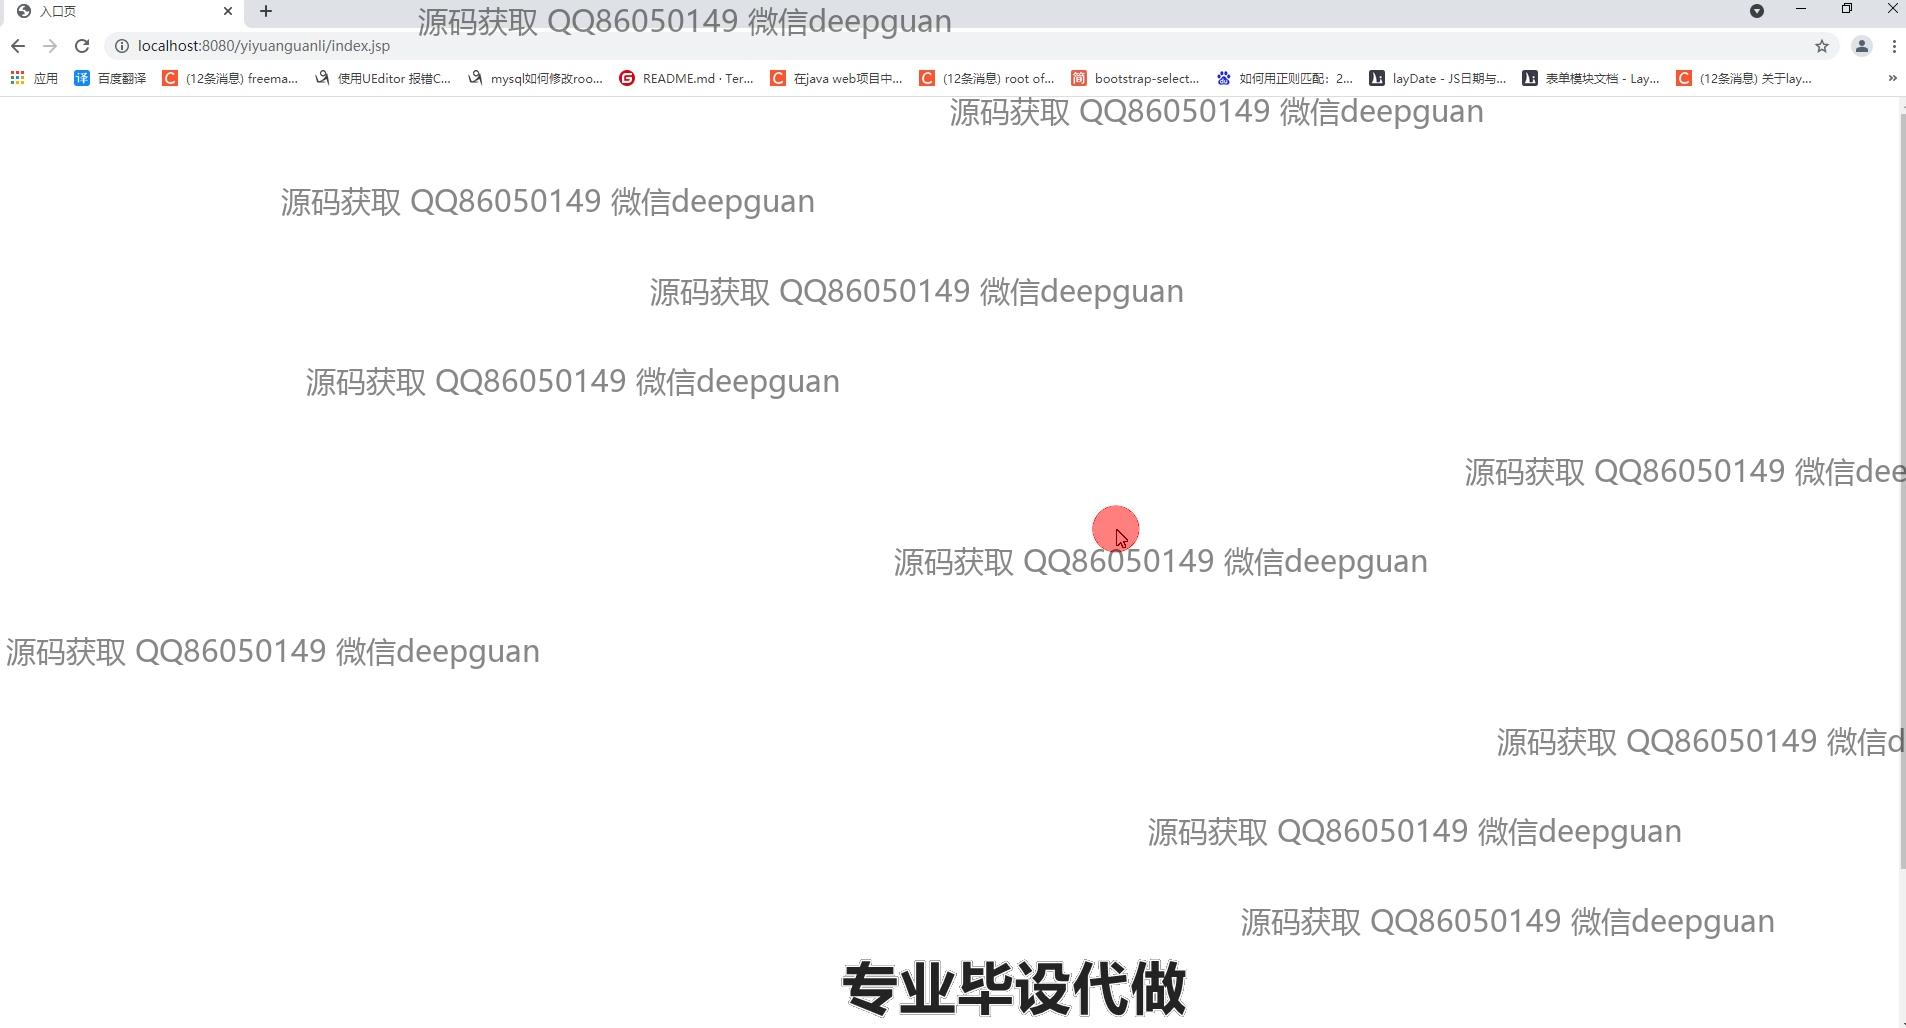 入口页
源码获取 QQ86050149 微信deepguan
localhost:8080/yiyuanguanli/index.jsp
应用 百度翻译 (12条消息) freema... 使用UEditor 报错C... mysql如何修改roo... README.md · Ter... 在java web项目中... (12条消息) root of... bootstrap-select... 如何用正则匹配：2... layDate - JS日期与... 表单模块文档 - Lay... (12条消息) 关于lay...
源码获取 QQ86050149 微信deepguan
源码获取 QQ86050149 微信deepguan
源码获取 QQ86050149 微信deepguan
源码获取 QQ86050149 微信deepguan
源码获取 QQ86050149 微信dee
源码获取 QQ86050149 微信deepguan
源码获取 QQ86050149 微信deepguan
源码获取 QQ86050149 微信d
源码获取 QQ86050149 微信deepguan
源码获取 QQ86050149 微信deepguan
专业毕设代做